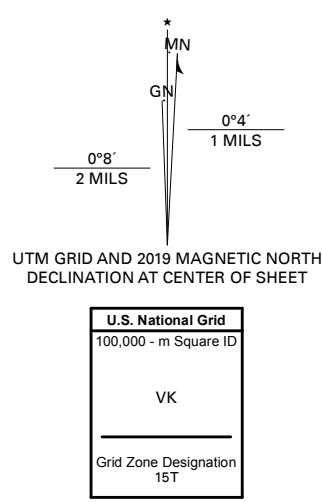 ★
MN
GN
0°4´
1 MILS
0°8´
2 MILS
UTM GRID AND 2019 MAGNETIC NORTH
DECLINATION AT CENTER OF SHEET
U.S. National Grid
100,000 - m Square ID
VK
Grid Zone Designation
15T